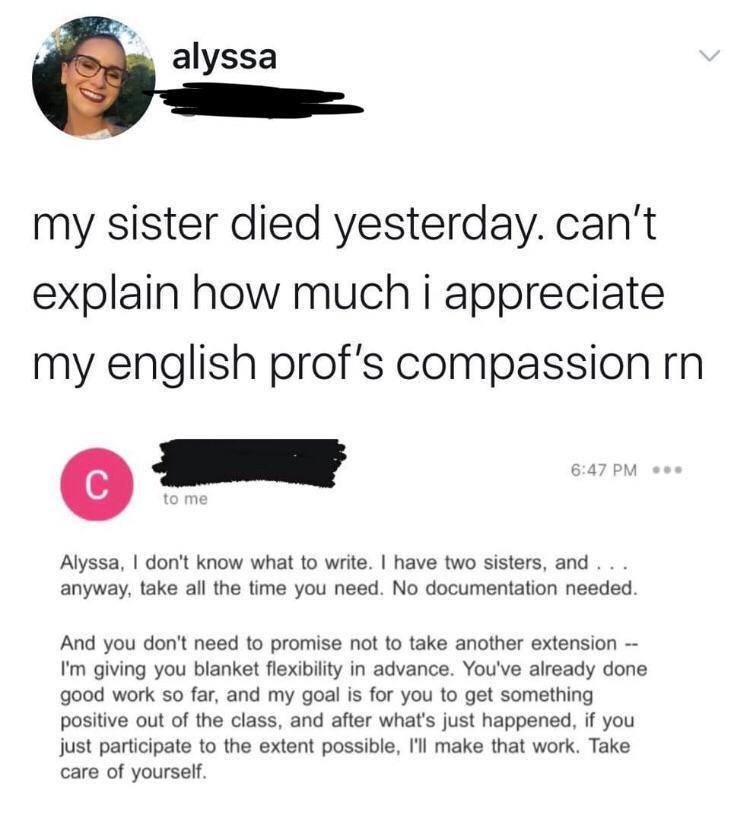 alyssa
my sister died yesterday. can't
explain how much i appreciate
my english prof's compassion rn
C
6:47 PM
to me
Alyssa, I don't know what to write. I have two sisters, and . . .
anyway, take all the time you need. No documentation needed.
And you don't need to promise not to take another extension --
I'm giving you blanket flexibility in advance. You've already done
good work so far, and my goal is for you to get something
positive out of the class, and after what's just happened, if you
just participate to the extent possible, I'll make that work. Take
care of yourself.